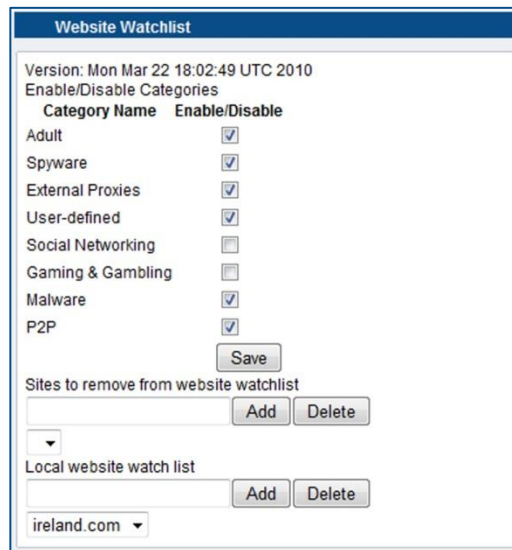 Website Watchlist
Version: Mon Mar 22 18:02:49 UTC 2010
Enable/Disable Categories
Category Name Enable/Disable
Adult
Spyware
External Proxies
User-defined
Social Networking
Gaming & Gambling
Malware
P2P
Save
Sites to remove from website watchlist
Add Delete
Local website watch list
Add Delete
ireland.com